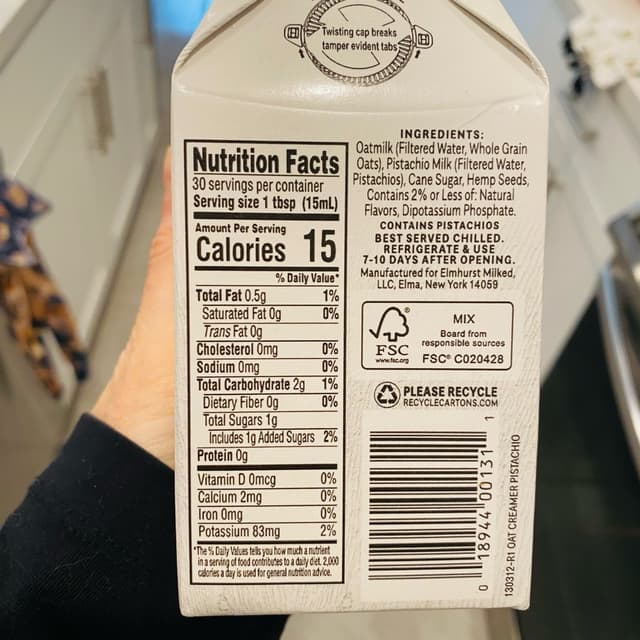 Twisting cap breaks
tamper evident tabs
Nutrition Facts
30 servings per container
Serving size 1 tbsp (15mL)
Amount Per Serving
Calories 15
% Daily Value*
Total Fat 0.5g 1%
Saturated Fat 0g 0%
Trans Fat 0g
Cholesterol 0mg 0%
Sodium 0mg 0%
Total Carbohydrate 2g 1%
Dietary Fiber 0g 0%
Total Sugars 1g
Includes 1g Added Sugars 2%
Protein 0g
Vitamin D 0mcg 0%
Calcium 2mg 0%
Iron 0mg 0%
Potassium 83mg 2%
*The % Daily Values tells you how much a nutrient
in a serving of food contributes to a daily diet. 2,000
calories a day is used for general nutrition advice.
INGREDIENTS:
Oatmilk (Filtered Water, Whole Grain
Oats), Pistachio Milk (Filtered Water,
Pistachios), Cane Sugar, Hemp Seeds,
Contains 2% or Less of: Natural
Flavors, Dipotassium Phosphate.
CONTAINS PISTACHIOS
BEST SERVED CHILLED.
REFRIGERATE & USE
7-10 DAYS AFTER OPENING.
Manufactured for Elmhurst Milked,
LLC, Elma, New York 14059
FSC
www.fsc.org
MIX
Board from
responsible sources
FSC® C020428
PLEASE RECYCLE
RECYCLECARTONS.COM
0 18944 00131 1
130312-R1 OAT CREAMER PISTACHIO